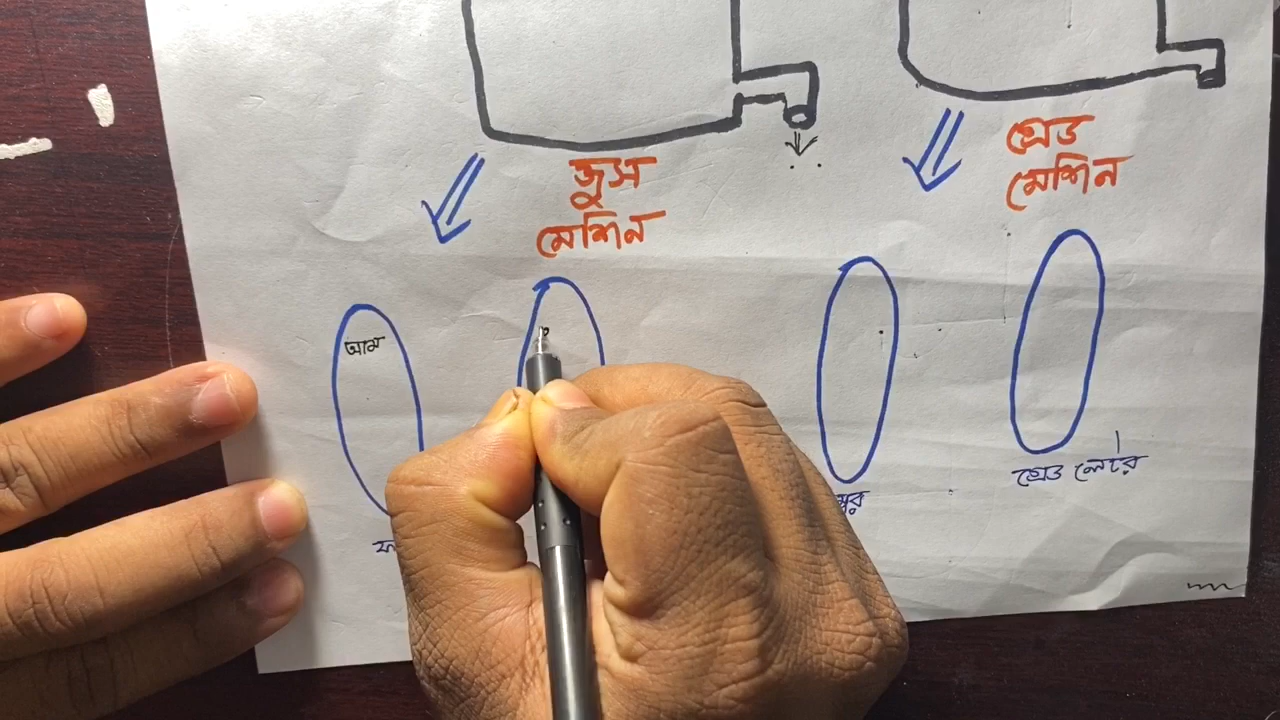 জুস
মেশিন
গ্রেড
মেশিন
আম
গ্রেড লেটার